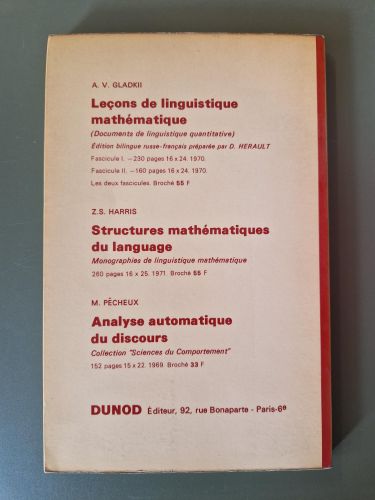 A. V. GLADKII
Leçons de linguistique
mathématique
(Documents de linguistique quantitative)
Édition bilingue russe-français préparée par D. HERAULT
Fascicule I. –230 pages 16 x 24. 1970.
Fascicule II. –160 pages 16 x 24. 1970.
Les deux fascicules. Broché 55 F
Z.S. HARRIS
Structures mathématiques
du language
Monographies de linguistique mathématique
260 pages 16 x 25. 1971. Broché 65 F
M. PÉCHEUX
Analyse automatique
du discours
Collection "Sciences du Comportement"
152 pages 15 x 22. 1969. Broché 33 F
DUNOD Éditeur, 92, rue Bonaparte - Paris-6e